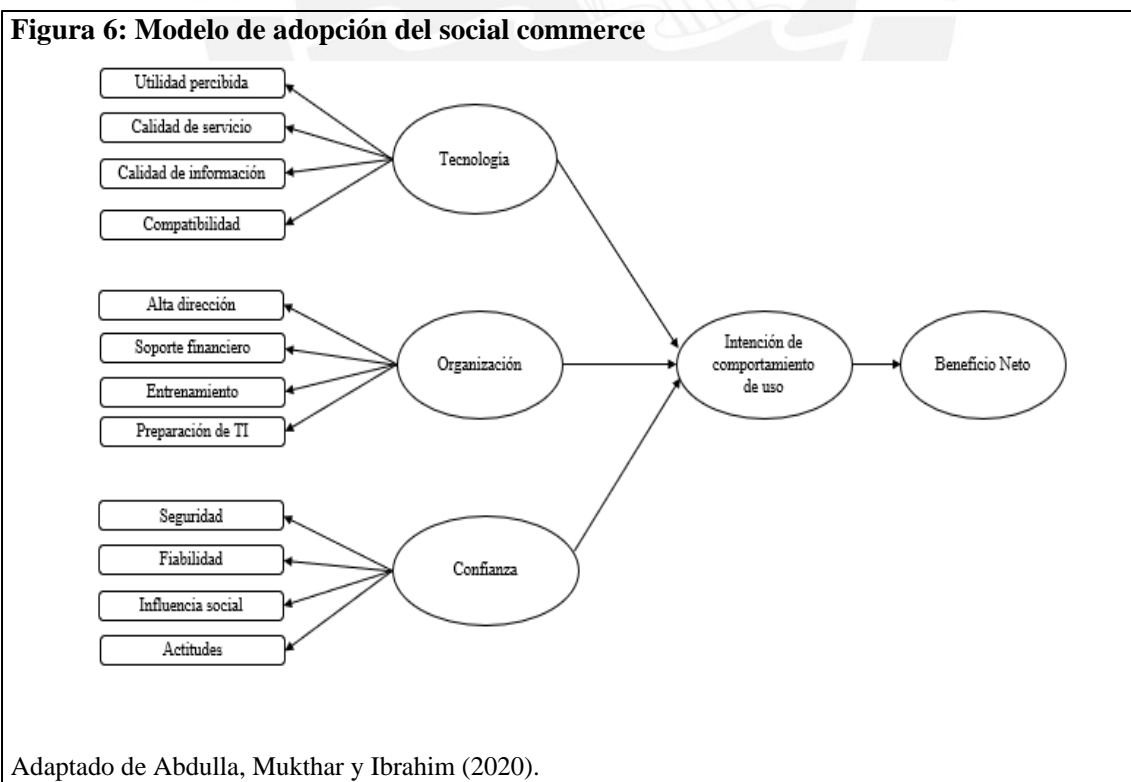 Figura 6: Modelo de adopción del social commerce
Utilidad percibida
Calidad de servicio
Calidad de información
Compatibilidad
Tecnología
Alta dirección
Soporte financiero
Entrenamiento
Preparación de TI
Organización
Intención de
comportamiento
de uso
Beneficio Neto
Seguridad
Fiabilidad
Influencia social
Actitudes
Confianza
Adaptado de Abdulla, Mukthar y Ibrahim (2020).